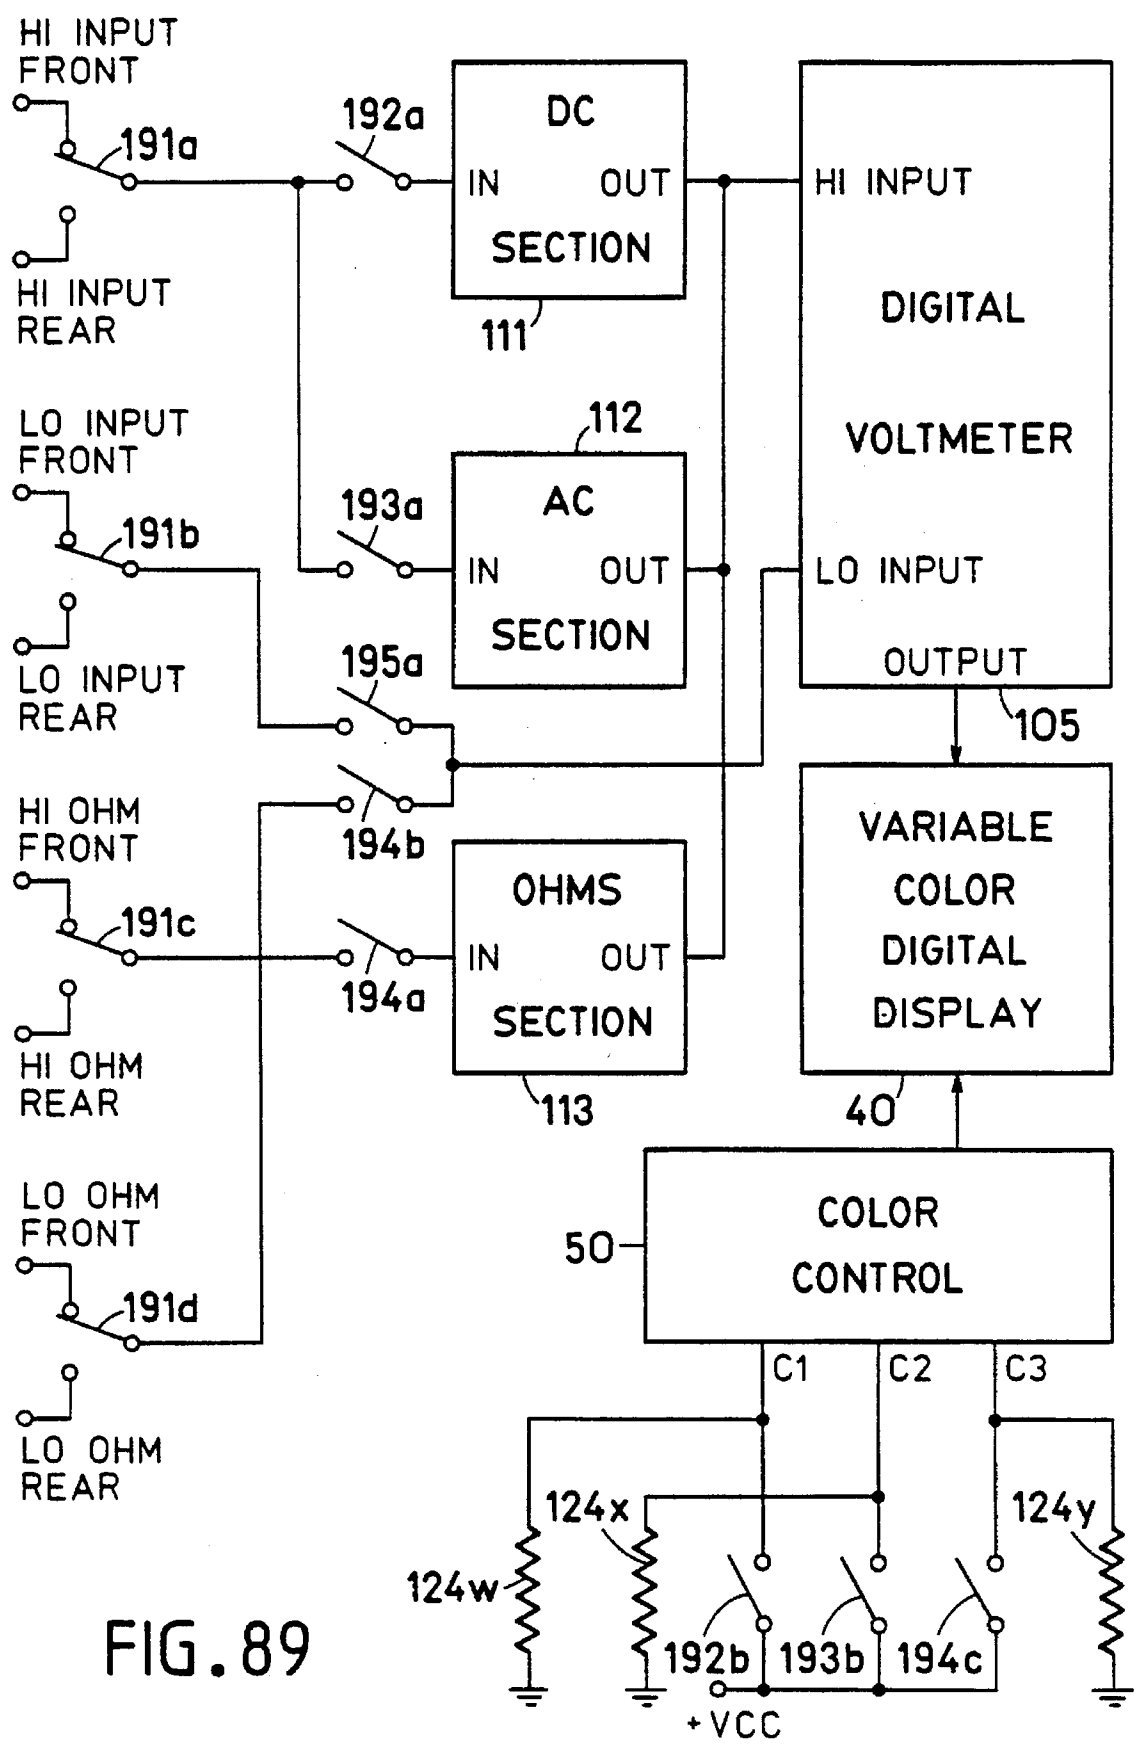 HI INPUT
FRONT
191a
HI INPUT
REAR
192a
DC
IN OUT
SECTION
111
HI INPUT
DIGITAL
VOLTMETER
LO INPUT
OUTPUT
105
LO INPUT
FRONT
191b
LO INPUT
REAR
193a
112
AC
IN OUT
SECTION
195a
194b
HI OHM
FRONT
191c
HI OHM
REAR
194a
OHMS
IN OUT
SECTION
113
VARIABLE
COLOR
DIGITAL
DISPLAY
40
LO OHM
FRONT
191d
LO OHM
REAR
50
COLOR
CONTROL
C1 C2 C3
124w
124x
124y
192b 193b 194c
+VCC
FIG. 89